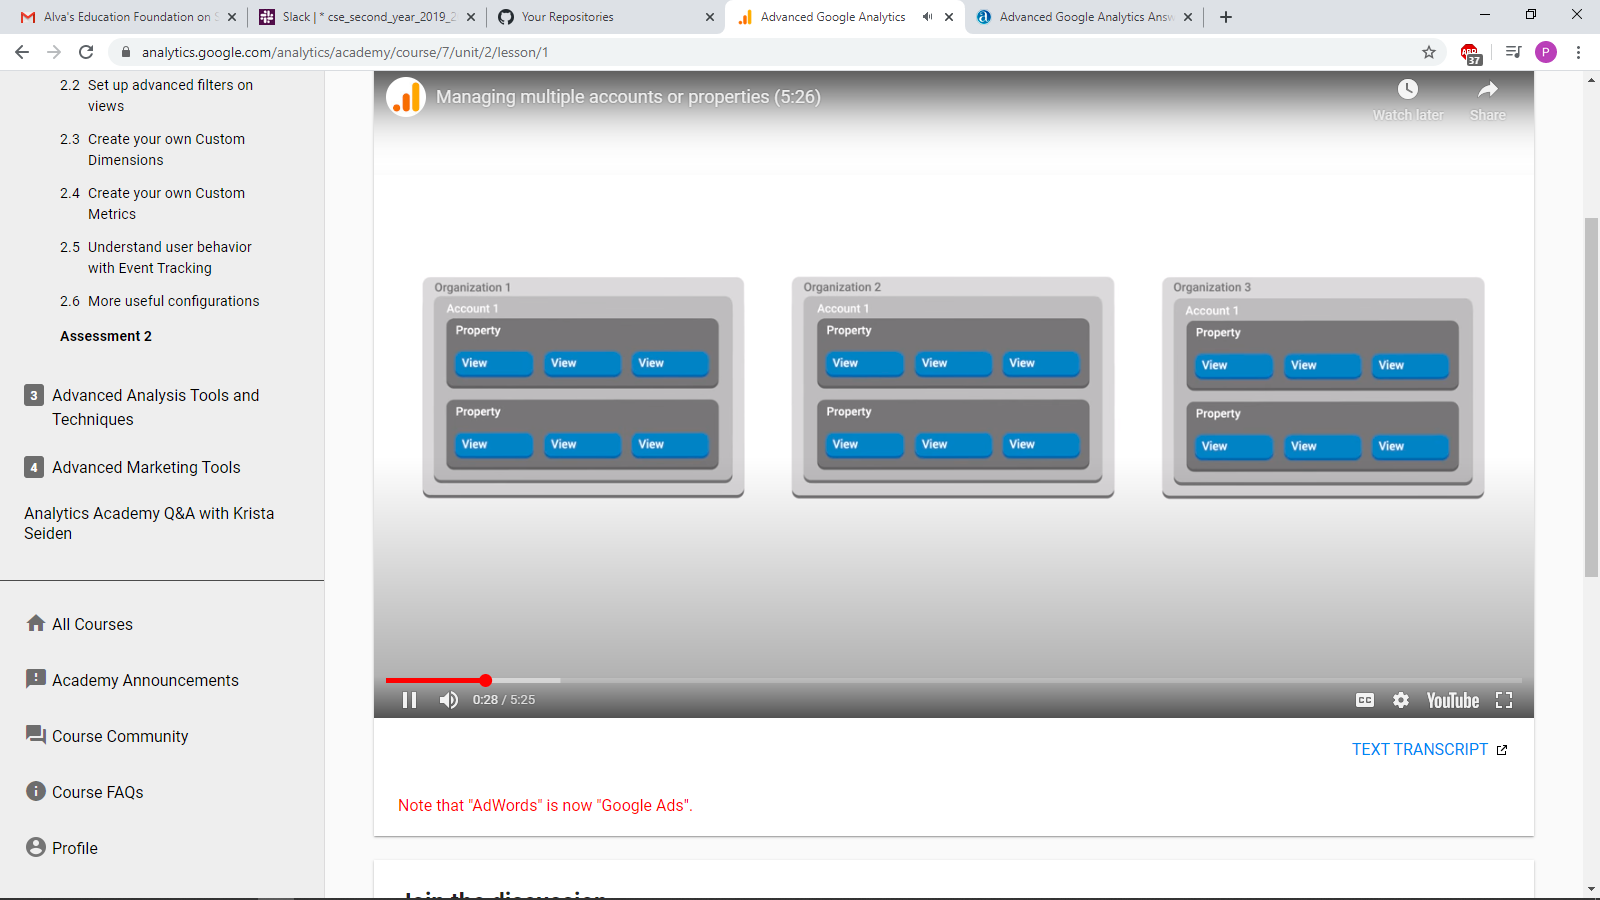 Alva's Education Foundation on S
Slack | * cse_second_year_2019_2
Your Repositories
Advanced Google Analytics
Advanced Google Analytics Answ
analytics.google.com/analytics/academy/course/7/unit/2/lesson/1
ABP
37
P
2.2 Set up advanced filters on
views
2.3 Create your own Custom
Dimensions
2.4 Create your own Custom
Metrics
2.5 Understand user behavior
with Event Tracking
2.6 More useful configurations
Assessment 2
3 Advanced Analysis Tools and
Techniques
4 Advanced Marketing Tools
Analytics Academy Q&A with Krista
Seiden
All Courses
Academy Announcements
Course Community
Course FAQs
Profile
Managing multiple accounts or properties (5:26)
Watch later
Share
Organization 1
Account 1
Property
View View View
Property
View View View
Organization 2
Account 1
Property
View View View
Property
View View View
Organization 3
Account 1
Property
View View View
Property
View View View
0:28 / 5:25
CC
YouTube
TEXT TRANSCRIPT
Note that "AdWords" is now "Google Ads".
Join the discussion